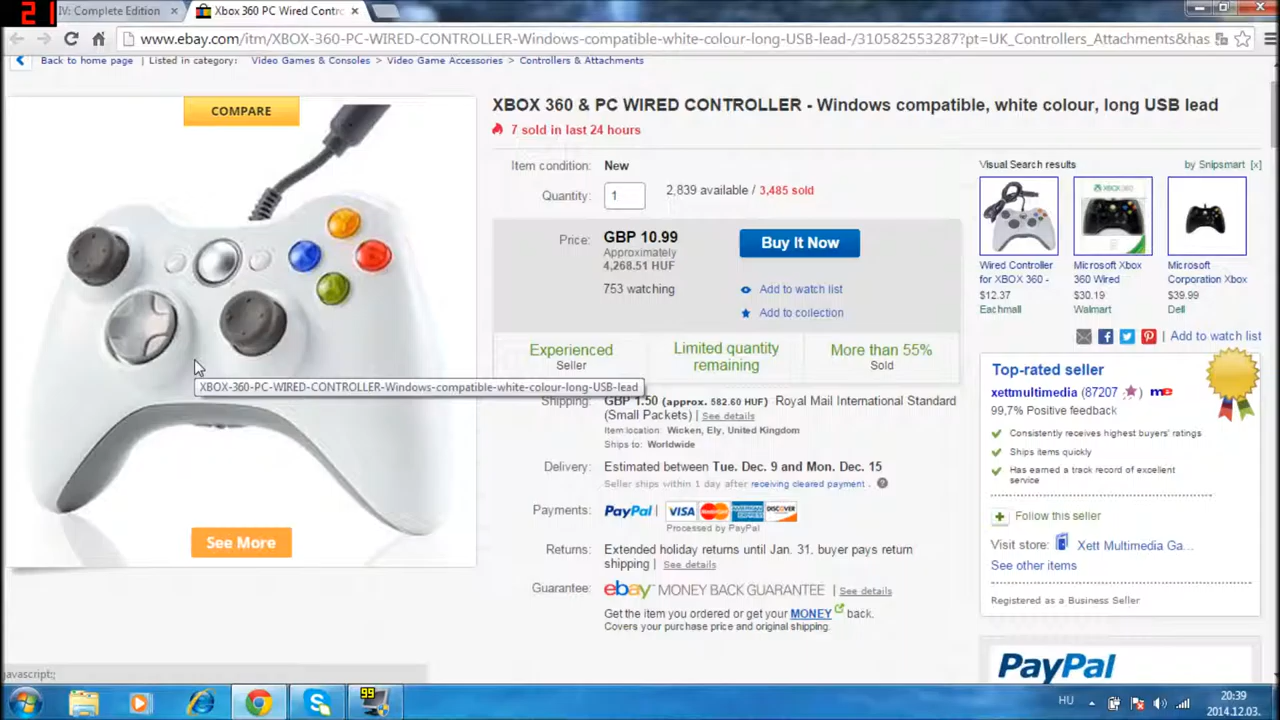 21
IV: Complete Edition
Xbox 360 PC Wired Contro
www.ebay.com/itm/XBOX-360-PC-WIRED-CONTROLLER-Windows-compatible-white-colour-long-USB-lead-/310582553287?pt=UK_Controllers_Attachments&has
Back to home page | Listed in category: Video Games & Consoles > Video Game Accessories > Controllers & Attachments
COMPARE
XBOX 360 & PC WIRED CONTROLLER - Windows compatible, white colour, long USB lead
7 sold in last 24 hours
Item condition: New
Quantity: 1 2,839 available / 3,485 sold
Price: GBP 10.99
Approximately
4,268.51 HUF
Buy It Now
753 watching
Add to watch list
Add to collection
Experienced
Seller
Limited quantity
remaining
More than 55%
Sold
XBOX-360-PC-WIRED-CONTROLLER-Windows-compatible-white-colour-long-USB-lead
Shipping: GBP 1.50 (approx. 582.60 HUF) Royal Mail International Standard
(Small Packets) | See details
Item location: Wicken, Ely, United Kingdom
Ships to: Worldwide
Delivery: Estimated between Tue. Dec. 9 and Mon. Dec. 15
Seller ships within 1 day after receiving cleared payment . ?
Payments: PayPal | VISA MasterCard AMERICAN EXPRESS DISCOVER
Processed by PayPal
Returns: Extended holiday returns until Jan. 31, buyer pays return
shipping | See details
Guarantee: ebay MONEY BACK GUARANTEE | See details
Get the item you ordered or get your MONEY back.
Covers your purchase price and original shipping.
See More
Visual Search results by Snipsmart [x]
XBOX 360
Wired Controller
for XBOX 360 -
$12.37
Eachmall
Microsoft Xbox
360 Wired
$30.19
Walmart
Microsoft
Corporation Xbox
$39.99
Dell
| Add to watch list
Top-rated seller
xettmultimedia (87207 ) me
99,7% Positive feedback
Consistently receives highest buyers' ratings
Ships items quickly
Has earned a track record of excellent
service
Follow this seller
Visit store: Xett Multimedia Ga...
See other items
Registered as a Business Seller
PayPal
javascript:;
99
HU
20:39
2014.12.03.